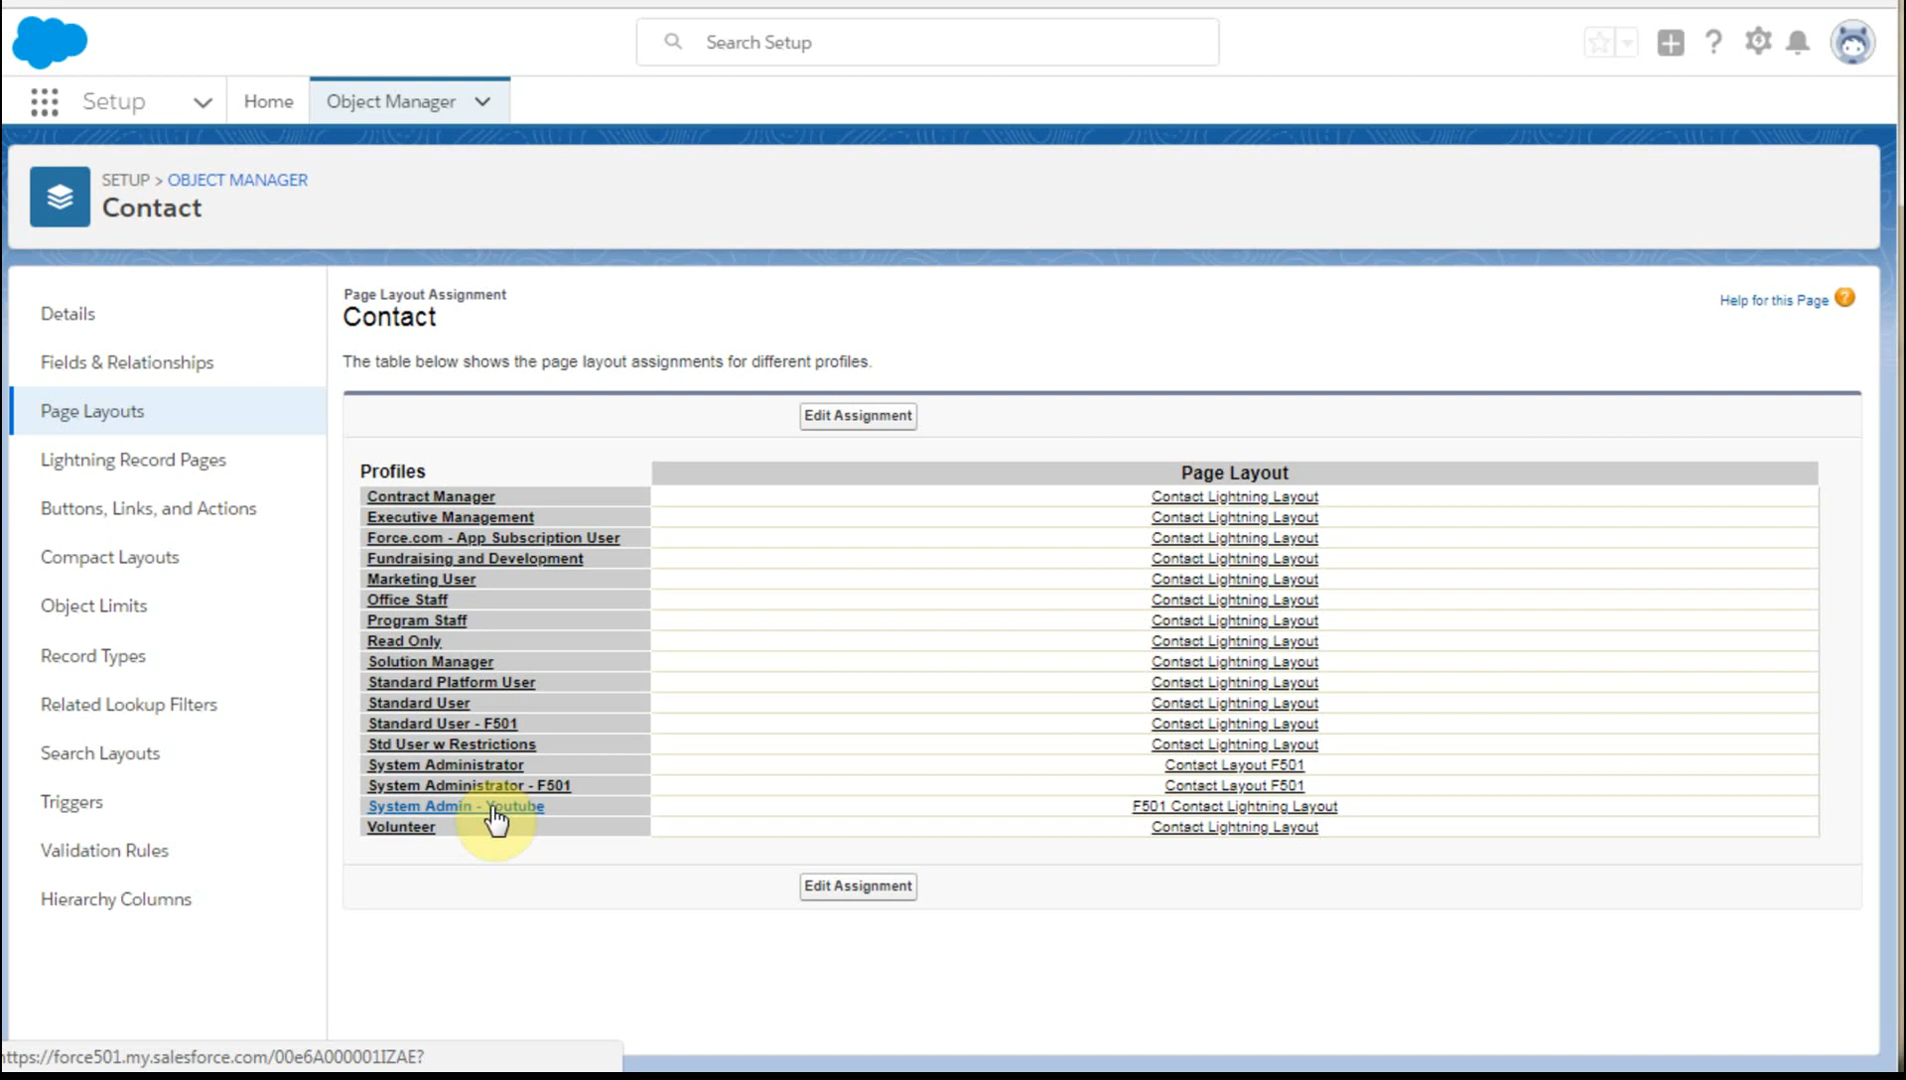 Search Setup
Setup
Home
Object Manager
SETUP > OBJECT MANAGER
Contact
Details
Fields & Relationships
Page Layouts
Lightning Record Pages
Buttons, Links, and Actions
Compact Layouts
Object Limits
Record Types
Related Lookup Filters
Search Layouts
Triggers
Validation Rules
Hierarchy Columns
Page Layout Assignment
Contact
Help for this Page ?
The table below shows the page layout assignments for different profiles.
Edit Assignment
Profiles Page Layout
Contract Manager Contact Lightning Layout
Executive Management Contact Lightning Layout
Force.com - App Subscription User Contact Lightning Layout
Fundraising and Development Contact Lightning Layout
Marketing User Contact Lightning Layout
Office Staff Contact Lightning Layout
Program Staff Contact Lightning Layout
Read Only Contact Lightning Layout
Solution Manager Contact Lightning Layout
Standard Platform User Contact Lightning Layout
Standard User Contact Lightning Layout
Standard User - F501 Contact Lightning Layout
Std User w Restrictions Contact Lightning Layout
System Administrator Contact Layout F501
System Administrator - F501 Contact Layout F501
System Admin - Youtube F501 Contact Lightning Layout
Volunteer Contact Lightning Layout
Edit Assignment
https://force501.my.salesforce.com/00e6A000001IZAE?